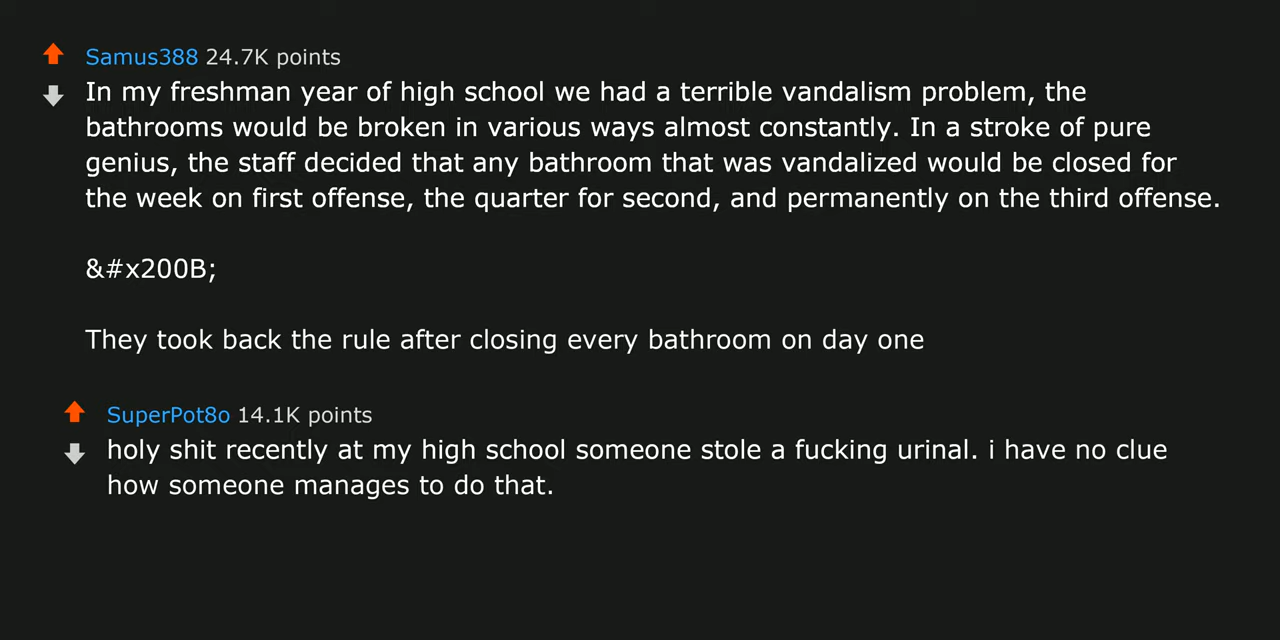 Samus388 24.7K points
In my freshman year of high school we had a terrible vandalism problem, the
bathrooms would be broken in various ways almost constantly. In a stroke of pure
genius, the staff decided that any bathroom that was vandalized would be closed for
the week on first offense, the quarter for second, and permanently on the third offense.
&#x200B;
They took back the rule after closing every bathroom on day one
SuperPot8o 14.1K points
holy shit recently at my high school someone stole a fucking urinal. i have no clue
how someone manages to do that.